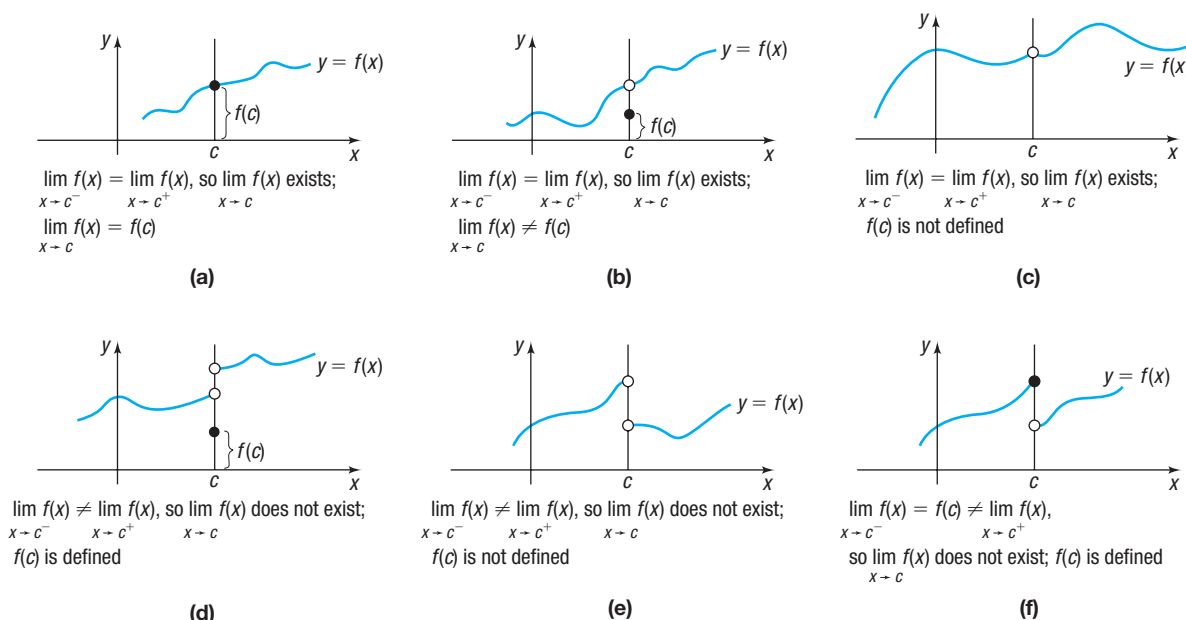 y
y = f(x)
f(c)
c
x
lim f(x) = lim f(x), so lim f(x) exists;
x → c⁻ x → c⁺ x → c
lim f(x) = f(c)
x → c
(a)
y
y = f(x)
f(c)
c
x
lim f(x) = lim f(x), so lim f(x) exists;
x → c⁻ x → c⁺ x → c
lim f(x) ≠ f(c)
x → c
(b)
y
y = f(x
c
x
lim f(x) = lim f(x), so lim f(x) exists;
x → c⁻ x → c⁺ x → c
f(c) is not defined
(c)
y
y = f(x)
f(c)
c
x
lim f(x) ≠ lim f(x), so lim f(x) does not exist;
x → c⁻ x → c⁺ x → c
f(c) is defined
(d)
y
y = f(x)
c
x
lim f(x) ≠ lim f(x), so lim f(x) does not exist;
x → c⁻ x → c⁺ x → c
f(c) is not defined
(e)
y
y = f(x)
c
x
lim f(x) = f(c) ≠ lim f(x),
x → c⁻ x → c⁺
so lim f(x) does not exist; f(c) is defined
x → c
(f)